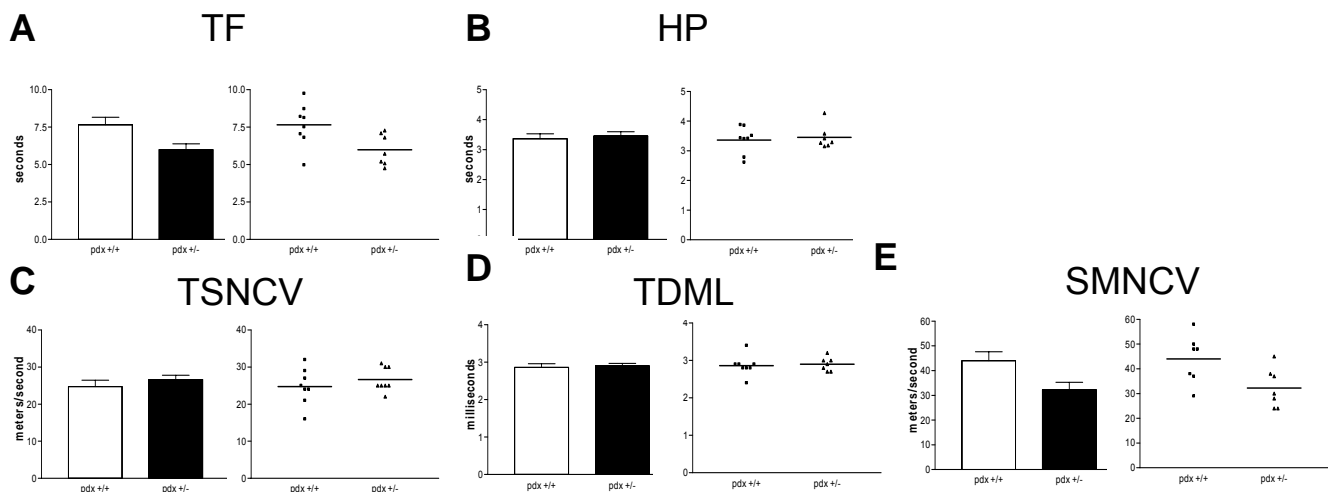 A
TF
seconds
10.0
7.5
5.0
2.5
0.0
pdx +/+
pdx +/-
10.0
7.5
5.0
2.5
0.0
pdx +/+
pdx +/-
B
HP
seconds
5
4
3
2
1
pdx +/+
pdx +/-
5
4
3
2
1
0
pdx +/+
pdx +/-
C
TSNCV
meters/second
40
30
20
10
0
pdx +/+
pdx +/-
40
30
20
10
0
pdx +/+
pdx +/-
D
TDML
milliseconds
4
3
2
1
0
pdx +/+
pdx +/-
4
3
2
1
0
pdx +/+
pdx +/-
E
SMNCV
meters/second
60
50
40
30
20
10
0
pdx +/+
pdx +/-
60
50
40
30
20
10
0
pdx +/+
pdx +/-